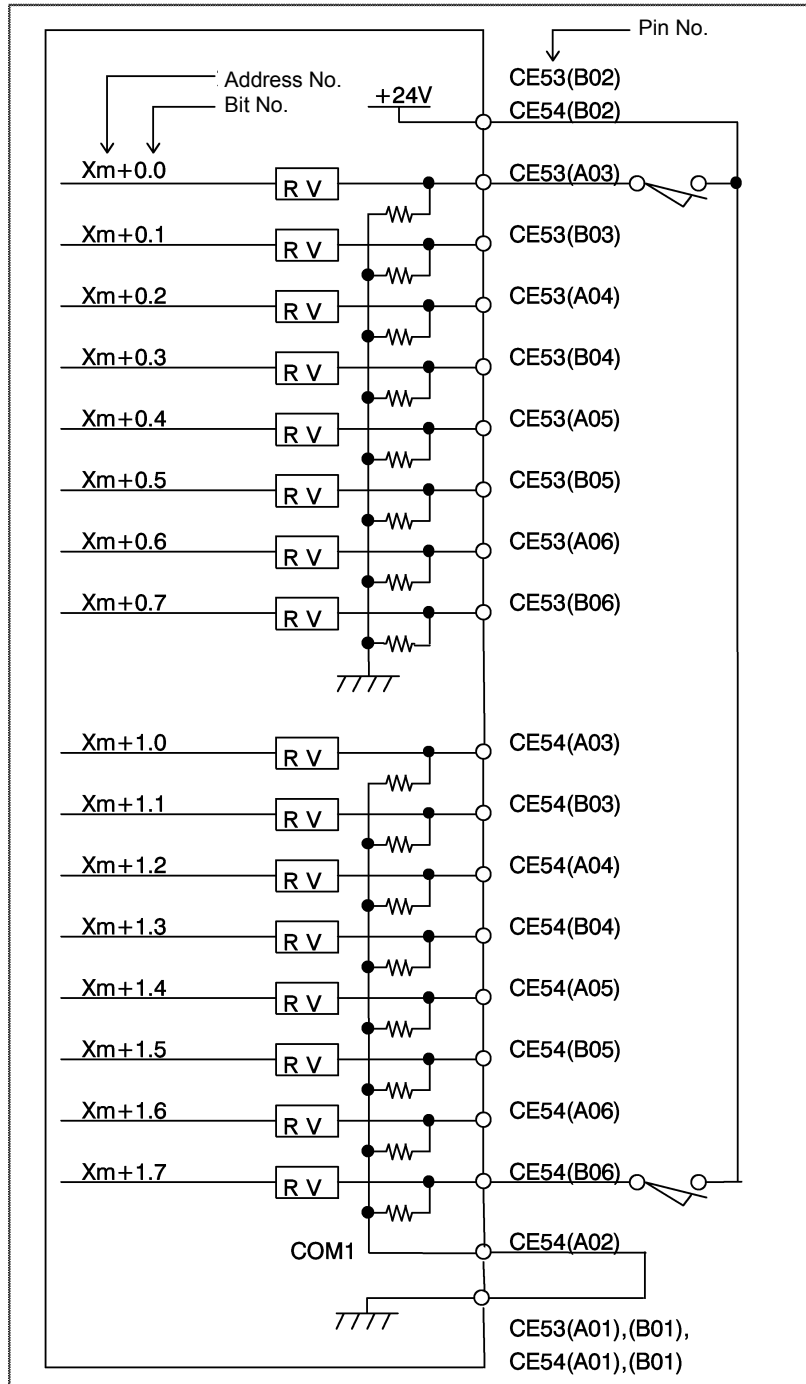 Pin No.
CE53(B02)
Address No.
+24V
CE54(B02)
Bit No.
Xm+0.0 RV CE53(A03)
Xm+0.1 RV CE53(B03)
Xm+0.2 RV CE53(A04)
Xm+0.3 RV CE53(B04)
Xm+0.4 RV CE53(A05)
Xm+0.5 RV CE53(B05)
Xm+0.6 RV CE53(A06)
Xm+0.7 RV CE53(B06)
Xm+1.0 RV CE54(A03)
Xm+1.1 RV CE54(B03)
Xm+1.2 RV CE54(A04)
Xm+1.3 RV CE54(B04)
Xm+1.4 RV CE54(A05)
Xm+1.5 RV CE54(B05)
Xm+1.6 RV CE54(A06)
Xm+1.7 RV CE54(B06)
COM1 CE54(A02)
CE53(A01),(B01),
CE54(A01),(B01)